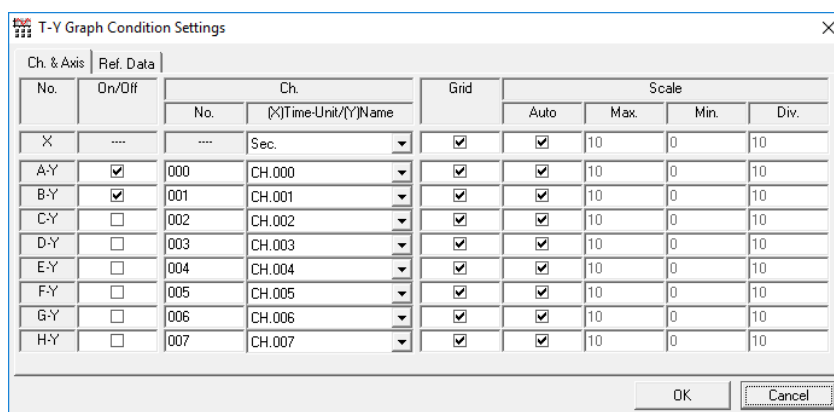 T-Y Graph Condition Settings
Ch. & Axis Ref. Data
No. On/Off Ch. Grid Scale
No. (X)Time-Unit/(Y)Name Auto Max. Min. Div.
X ---- ---- Sec. 10 0 10
A-Y 000 CH.000 10 0 10
B-Y 001 CH.001 10 0 10
C-Y 002 CH.002 10 0 10
D-Y 003 CH.003 10 0 10
E-Y 004 CH.004 10 0 10
F-Y 005 CH.005 10 0 10
G-Y 006 CH.006 10 0 10
H-Y 007 CH.007 10 0 10
OK Cancel